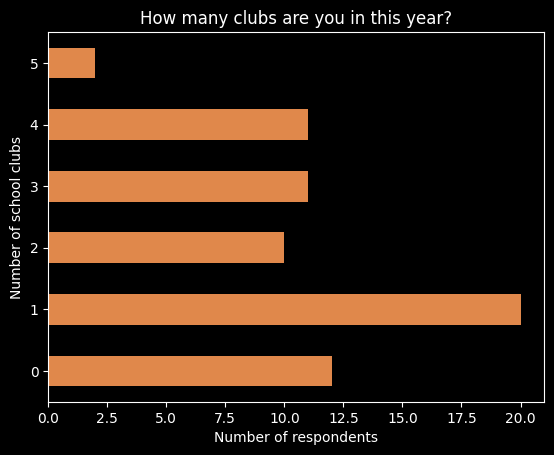 How many clubs are you in this year?
Number of school clubs
5
4
3
2
1
0
0.0 2.5 5.0 7.5 10.0 12.5 15.0 17.5 20.0
Number of respondents